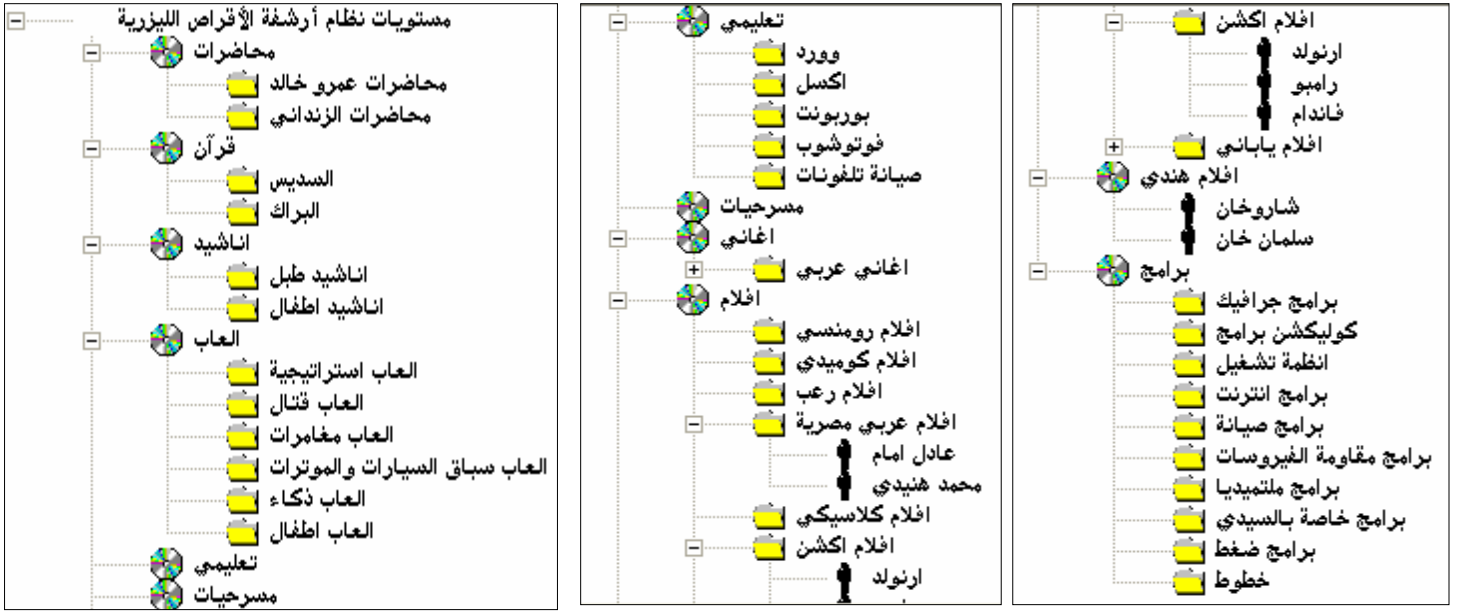 مستويات نظام أرشفة الأقراص الليزرية
محاضرات
محاضرات عمرو خالد
محاضرات الزنداني
قرآن
السديس
البراك
اناشيد
اناشيد طبل
اناشيد اطفال
العاب
العاب استراتيجية
العاب قتال
العاب مغامرات
العاب سباق السيارات والموترات
العاب ذكاء
العاب اطفال
تعليمي
مسرحيات
تعليمي
وورد
اكسل
بوربونت
فوتوشوب
صيانة تلفونات
مسرحيات
اغاني
اغاني عربي
افلام
افلام رومنسي
افلام كوميدي
افلام رعب
افلام عربي مصرية
عادل امام
محمد هنيدي
افلام كلاسيكي
افلام اكشن
ارنولد
افلام اكشن
ارنولد
رامبو
فاندام
افلام ياباني
افلام هندي
شاروخان
سلمان خان
برامج
برامج جرافيك
كوليكشن برامج
انظمة تشغيل
برامج انترنت
برامج صيانة
برامج مقاومة الفيروسات
برامج ملتميديا
برامج خاصة بالسيدي
برامج ضغط
خطوط